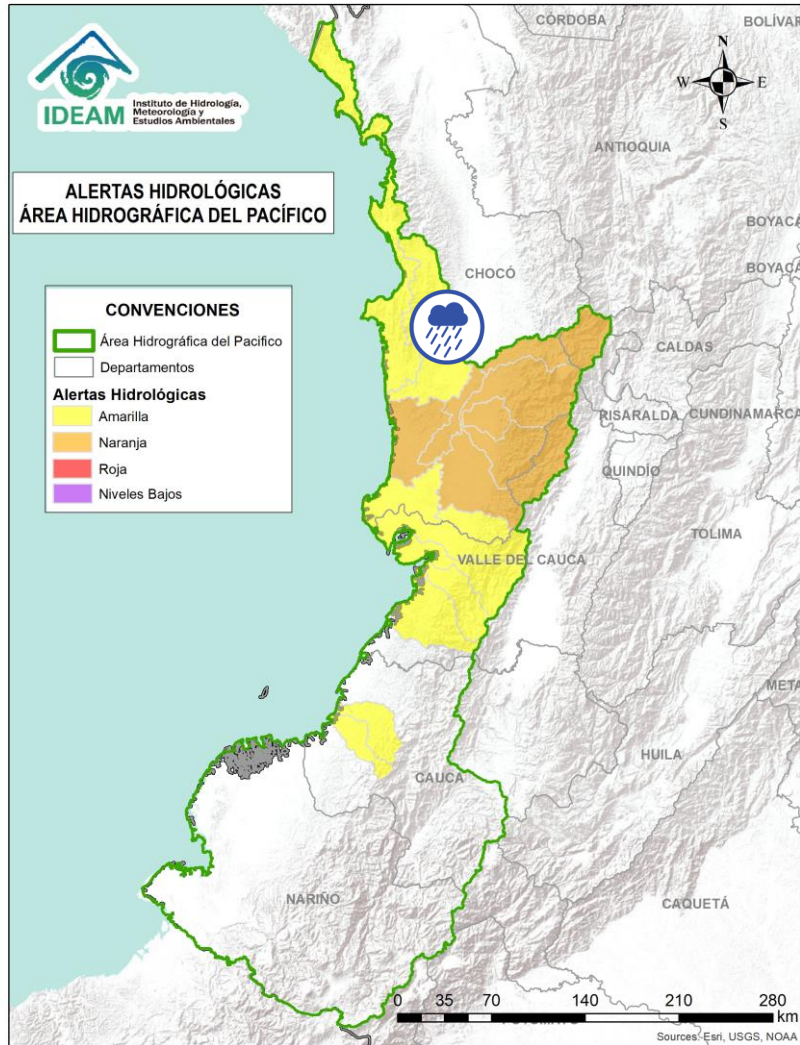 IDEAM
Instituto de Hidrología,
Meteorología y
Estudios Ambientales
ALERTAS HIDROLÓGICAS
ÁREA HIDROGRÁFICA DEL PACÍFICO
CONVENCIONES
Área Hidrográfica del Pacifico
Departamentos
Alertas Hidrológicas
Amarilla
Naranja
Roja
Niveles Bajos
N
W E
S
CÓRDOBA
BOLÍVAR
ANTIOQUIA
BOYACÁ
BOYACÁ
CHOCÓ
CALDAS
RISARALDA
CUNDINAMARCA
QUINDÍO
TOLIMA
VALLE DEL CAUCA
META
HUILA
CAUCA
NARIÑO
CAQUETÁ
0 35 70 140 210 280
km
Sources: Esri, USGS, NOAA